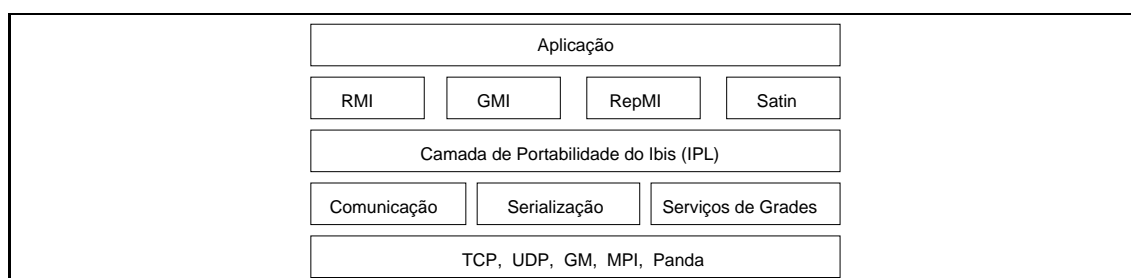 Aplicação
RMI GMI RepMI Satin
Camada de Portabilidade do Ibis (IPL)
Comunicação Serialização Serviços de Grades
TCP, UDP, GM, MPI, Panda